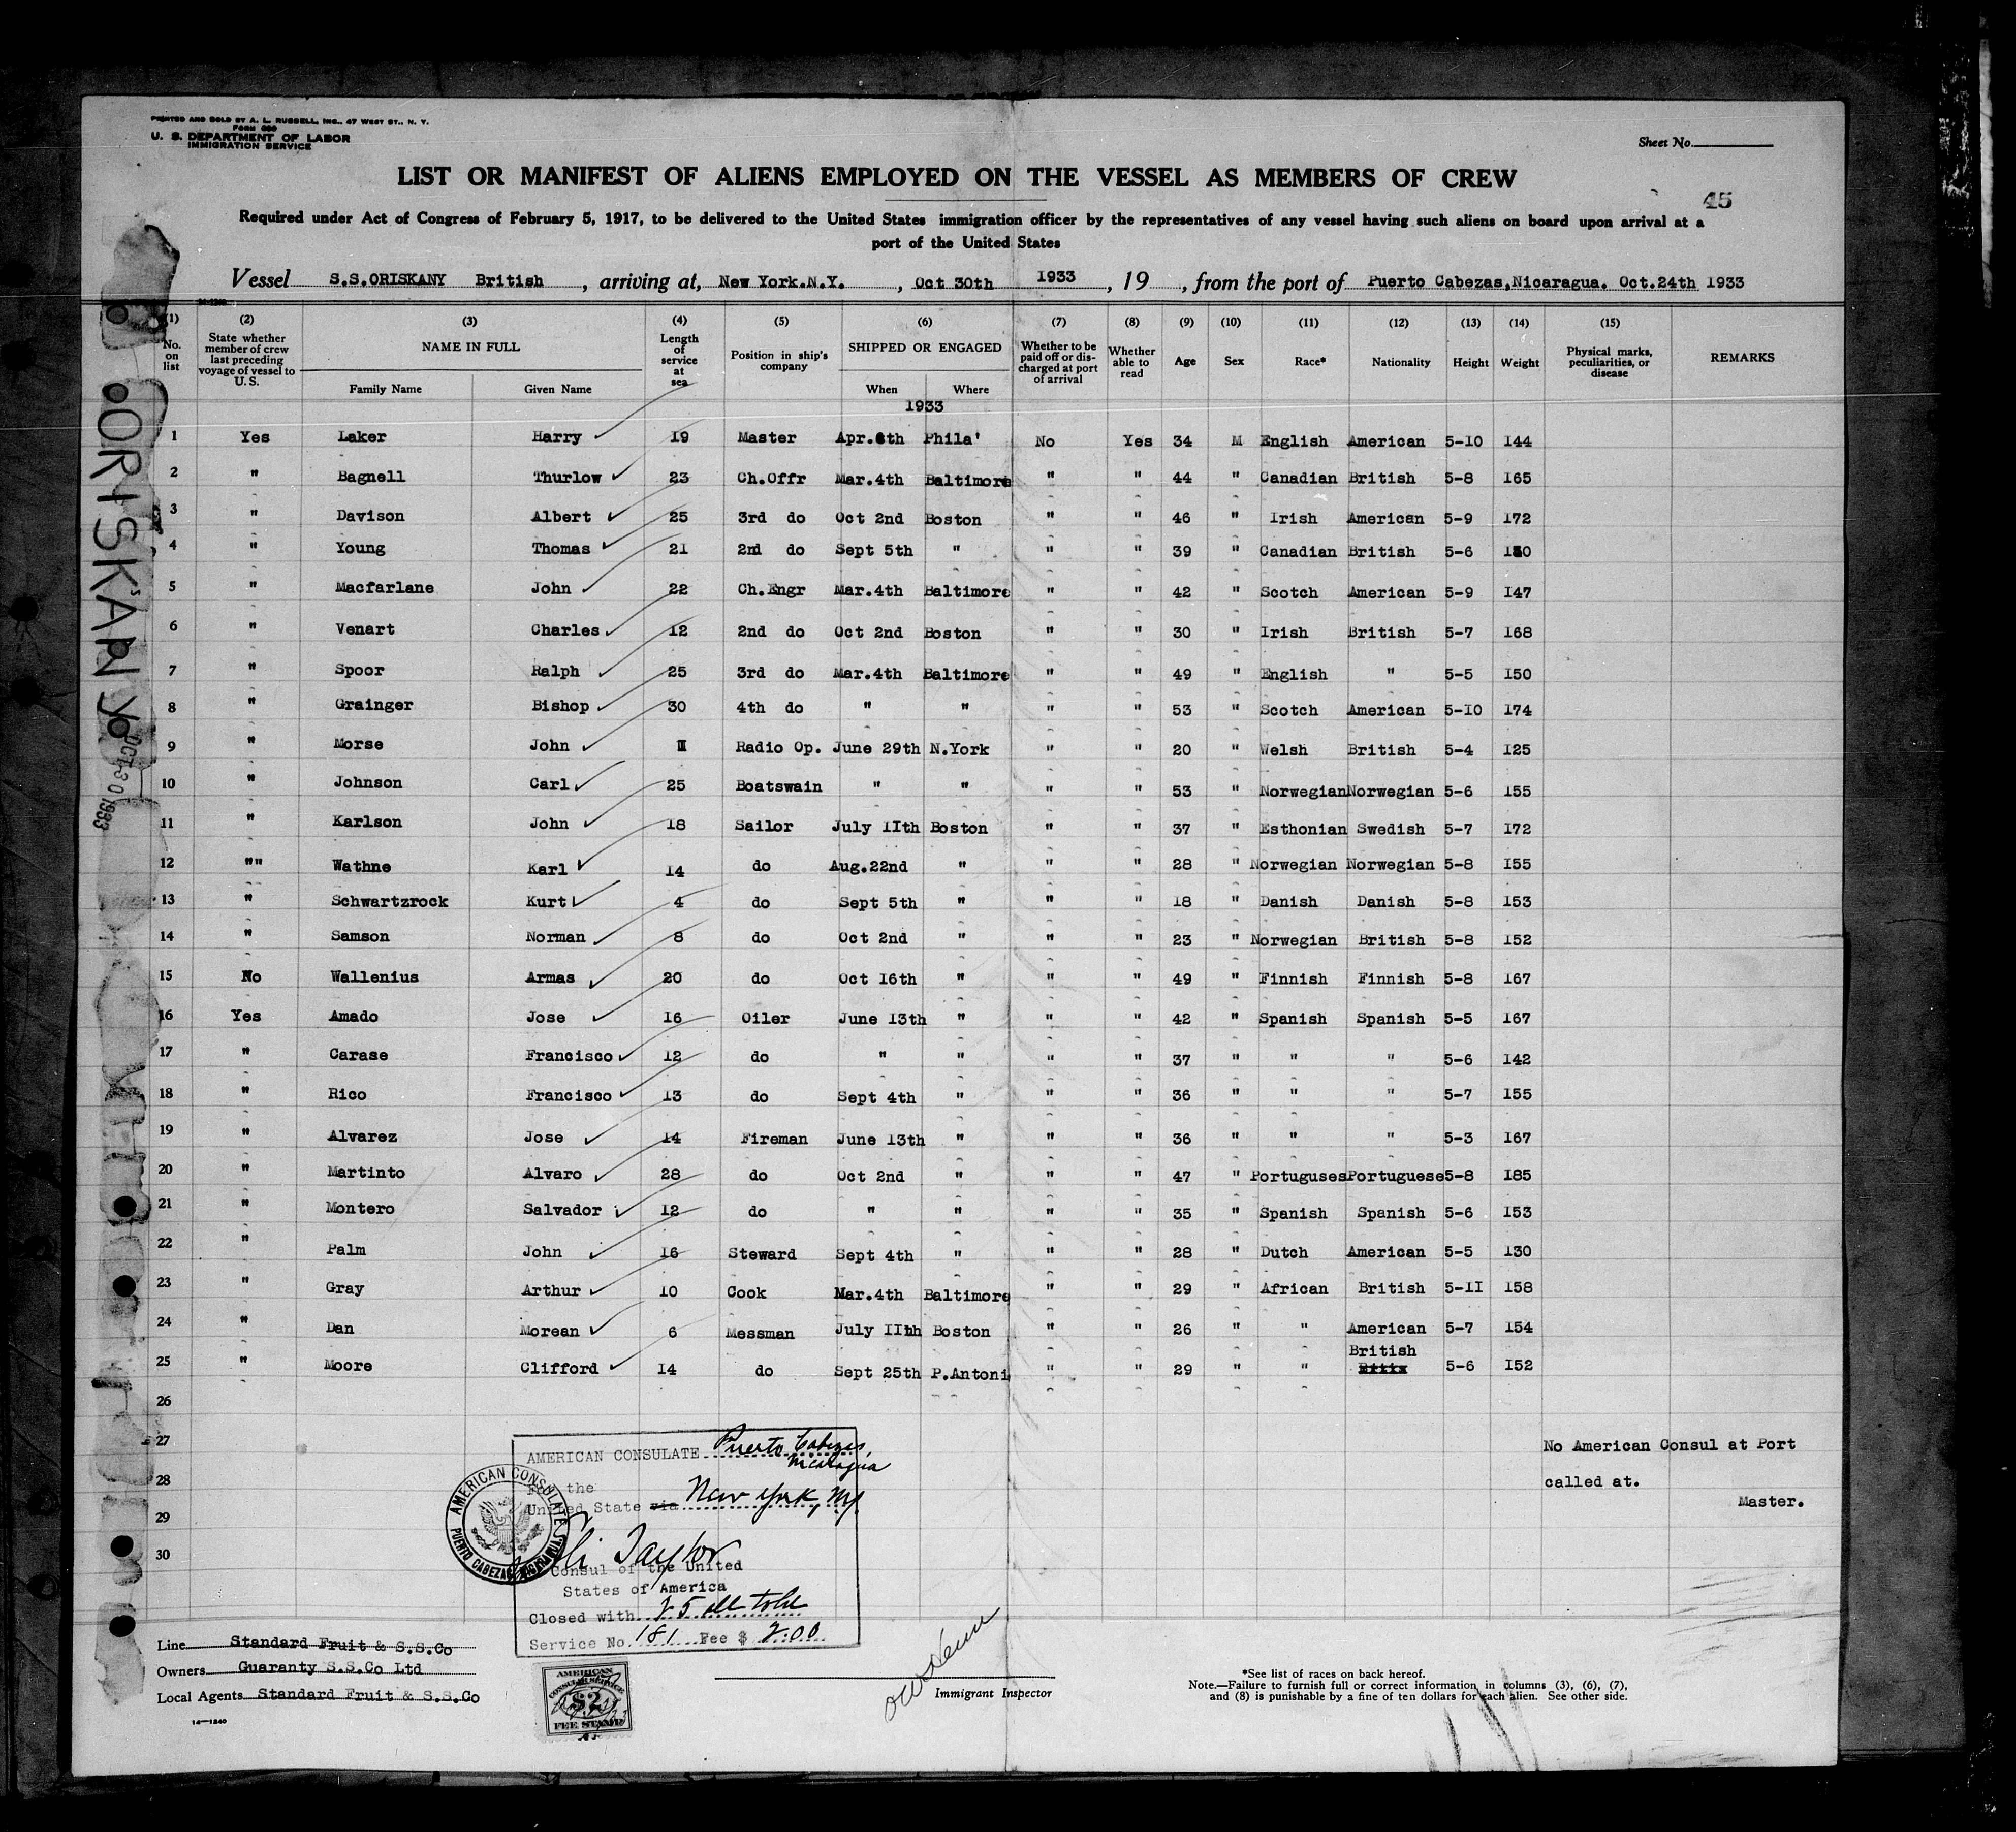 PRINTED AND SOLD BY A. L. RUSSELL, INC., 47 WEST ST., N. Y.
FORM 680
U. S. DEPARTMENT OF LABOR
IMMIGRATION SERVICE
Sheet No.
LIST OR MANIFEST OF ALIENS EMPLOYED ON THE VESSEL AS MEMBERS OF CREW
45
Required under Act of Congress of February 5, 1917, to be delivered to the United States immigration officer by the representatives of any vessel having such aliens on board upon arrival at a
port of the United States
Vessel S.S.ORISKANY British , arriving at, New York.N.Y. , Oct 30th 1933 , 19 , from the port of Puerto Cabezas,Nicaragua. Oct.24th 1933
(1) (2) (3) (4) (5) (6) (7) (8) (9) (10) (11) (12) (13) (14) (15)
No. on list State whether member of crew last preceding voyage of vessel to U.S. NAME IN FULL Family Name Given Name Length of service at sea Position in ship's company SHIPPED OR ENGAGED When Where Whether to be paid off or discharged at port of arrival Whether able to read Age Sex Race* Nationality Height Weight Physical marks, peculiarities, or disease REMARKS
1933
1 Yes Laker Harry 19 Master Apr.6th Phila' No Yes 34 M English American 5-10 144
2 " Bagnell Thurlow 23 Ch.Offr Mar.4th Baltimore " " 44 " Canadian British 5-8 165
3 " Davison Albert 25 3rd do Oct 2nd Boston " " 46 " Irish American 5-9 172
4 " Young Thomas 21 2nd do Sept 5th " " " 39 " Canadian British 5-6
5 " Macfarlane John 22 Ch.Engr Mar.4th Baltimore " " 42 " Scotch American 5-9 147
6 " Venart Charles 12 2nd do Oct 2nd Boston " " 30 " Irish British 5-7 168
7 " Spoor Ralph 25 3rd do Mar.4th Baltimore " " 49 " English " 5-5 150
8 " Grainger Bishop 30 4th do " " " " 53 " Scotch American 5-10 174
9 " Morse John Radio Op. June 29th N.York " " 20 " Welsh British 5-4 125
10 " Johnson Carl 25 Boatswain " " " " 53 " Norwegian Norwegian 5-6 155
11 " Karlson John 18 Sailor July IIth Boston " " 37 " Esthonian Swedish 5-7 172
12 "" Wathne Karl 14 do Aug.22nd " " " 28 " Norwegian Norwegian 5-8 155
13 " Schwartzrock Kurt 4 do Sept 5th " " " 18 " Danish Danish 5-8 153
14 " Samson Norman 8 do Oct 2nd " " " 23 " Norwegian British 5-8 152
15 No Wallenius Armas 20 do Oct 16th " " " 49 " Finnish Finnish 5-8 167
16 Yes Amado Jose 16 Oiler June 13th " " " 42 " Spanish Spanish 5-5 167
17 " Carase Francisco 12 do " " " " 37 " " " 5-6 142
18 " Rico Francisco 13 do Sept 4th " " " 36 " " " 5-7 155
19 " Alvarez Jose 14 Fireman June 13th " " " 36 " " " 5-3 167
20 " Martinto Alvaro 28 do Oct 2nd " " " 47 " Portuguses Portuguese 5-8 185
21 " Montero Salvador 12 do " " " " 35 " Spanish Spanish 5-6 153
22 " Palm John 16 Steward Sept 4th " " " 28 " Dutch American 5-5 130
23 " Gray Arthur 10 Cook Mar.4th Baltimore " " 29 " African British 5-II 158
24 " Dan Morean 6 Messman July IIth Boston " " 26 " " American 5-7 154
25 " Moore Clifford 14 do Sept 25th P.Antoni " " 29 " " British 5-6 152
26
27
28
29
30
No American Consul at Port
called at.
Master.
AMERICAN CONSULATE Puerto Cabezas,
Nicaragua
For the
United State via New York, NY.
Eli Taylor
Consul of the United
States of America
Closed with 25 all told
Service No. 181 Fee $ 2.00
AMERICAN CONSULATE
PUERTO CABEZAS, NICARAGUA
Line Standard Fruit & S.S.Co
Owners Guaranty S.S.Co Ltd
Local Agents Standard Fruit & S.S.Co
14—1240
AMERICAN
CONSULAR SERVICE
$2
FEE STAMP
Immigrant Inspector
*See list of races on back hereof.
Note.—Failure to furnish full or correct information in columns (3), (6), (7),
and (8) is punishable by a fine of ten dollars for each alien. See other side.
ORISKANY
OCT 30 1933